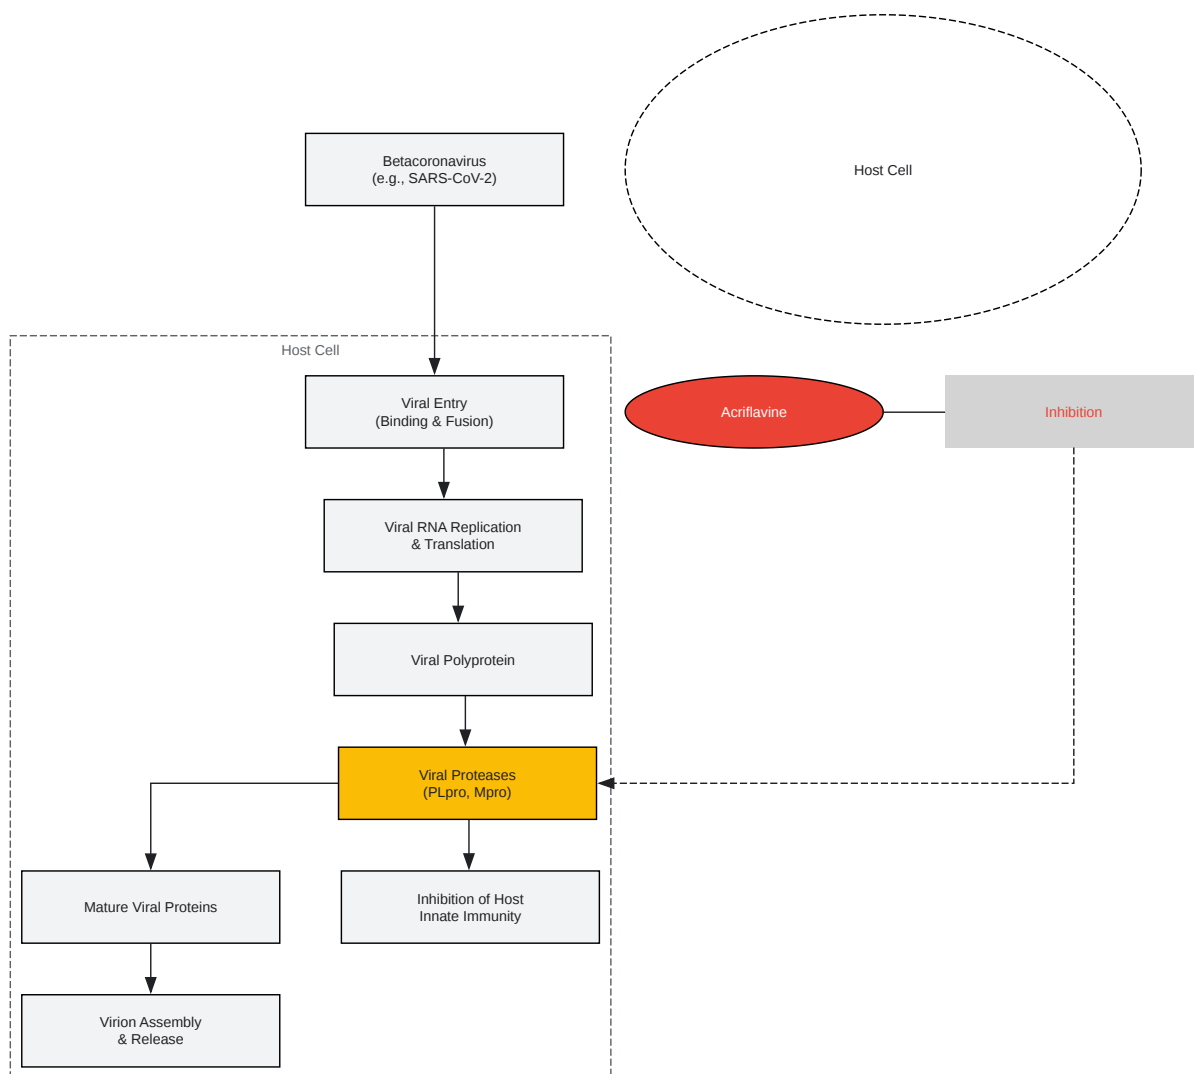 Host Cell
Betacoronavirus
(e.g., SARS-CoV-2)
Host Cell
Viral Entry
(Binding & Fusion)
Acriflavine
Inhibition
Viral RNA Replication
& Translation
Viral Polyprotein
Viral Proteases
(PLpro, Mpro)
Mature Viral Proteins
Inhibition of Host
Innate Immunity
Virion Assembly
& Release